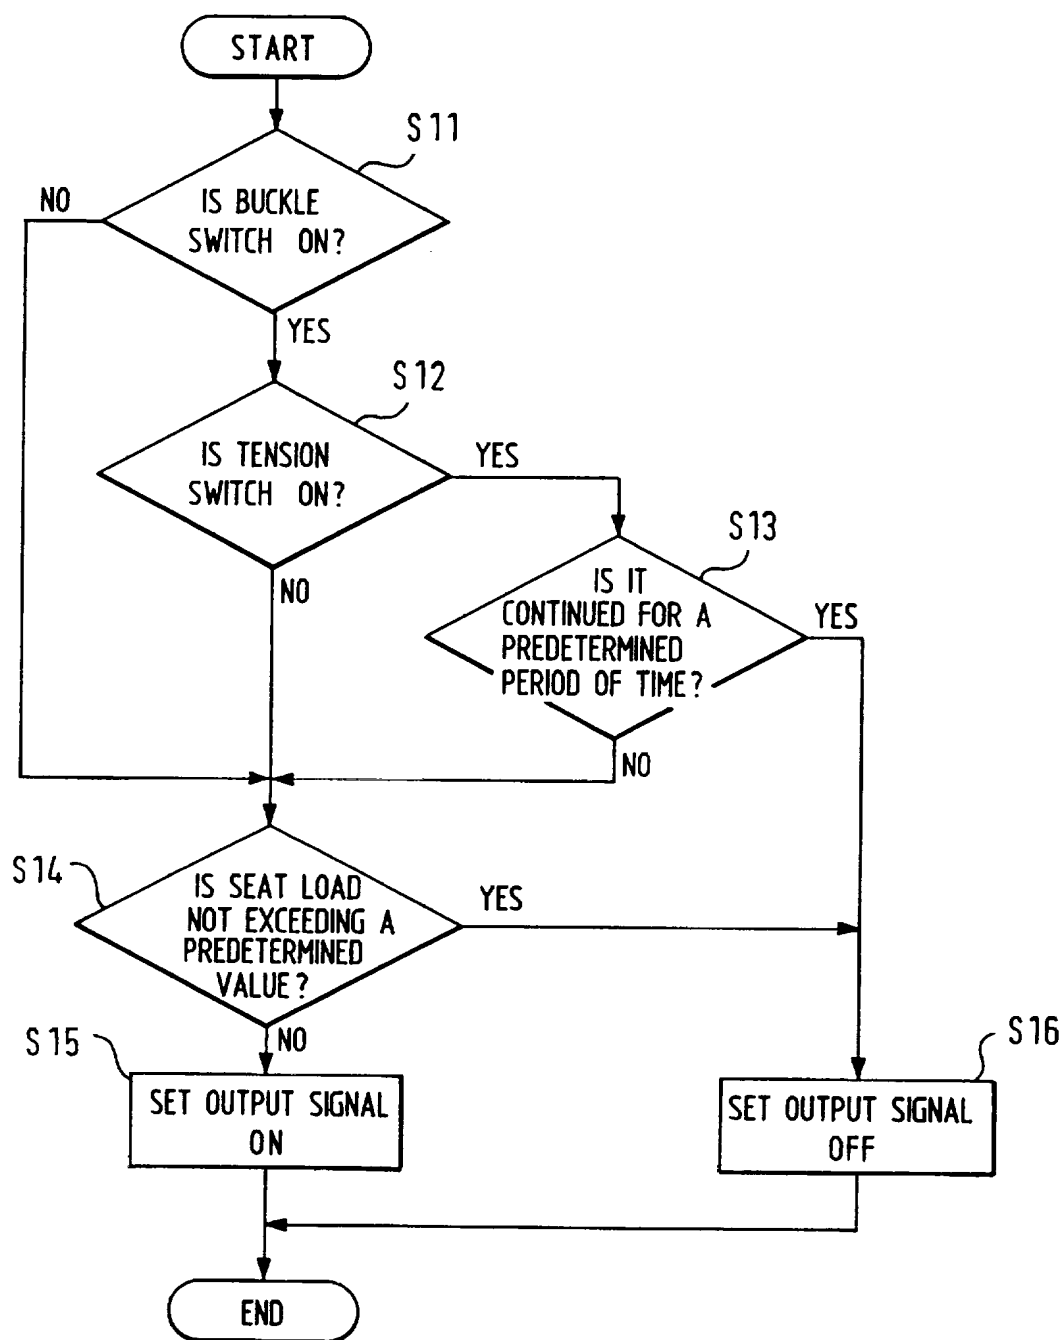 START
S11
NO
IS BUCKLE
SWITCH ON?
YES
S12
IS TENSION
SWITCH ON?
YES
NO
S13
IS IT
CONTINUED FOR A
PREDETERMINED
PERIOD OF TIME?
YES
NO
S14
IS SEAT LOAD
NOT EXCEEDING A
PREDETERMINED
VALUE?
YES
NO
S15
SET OUTPUT SIGNAL
ON
S16
SET OUTPUT SIGNAL
OFF
END